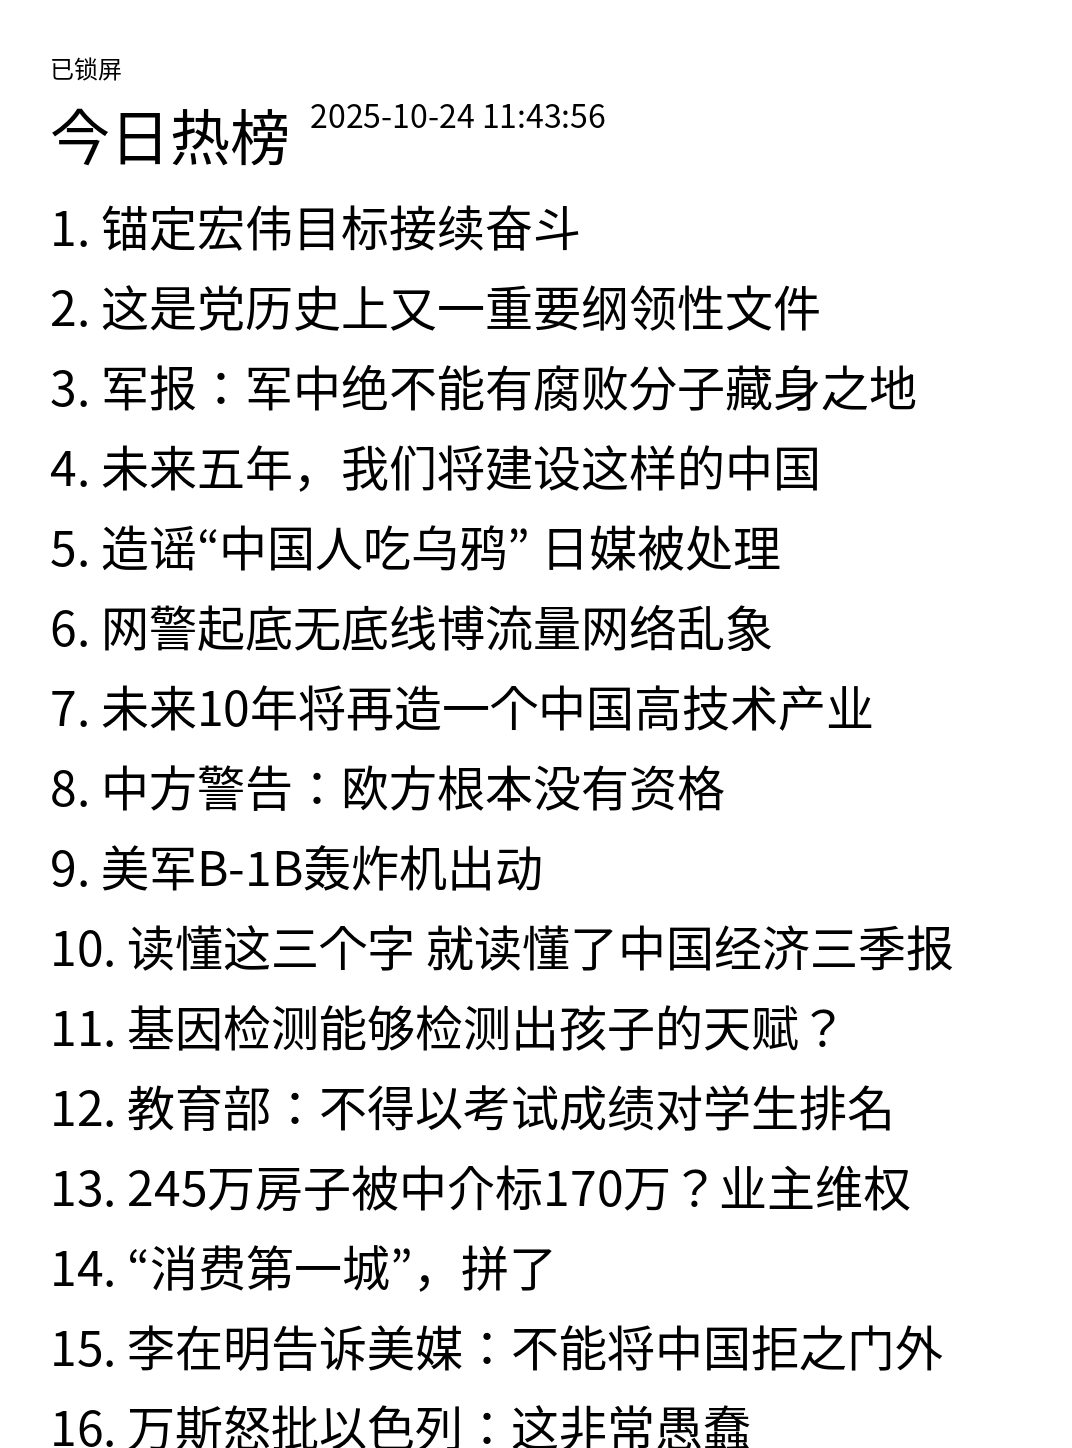 已锁屏
今日热榜 2025-10-24 11:43:56
1. 锚定宏伟目标接续奋斗
2. 这是党历史上又一重要纲领性文件
3. 军报：军中绝不能有腐败分子藏身之地
4. 未来五年，我们将建设这样的中国
5. 造谣“中国人吃乌鸦” 日媒被处理
6. 网警起底无底线博流量网络乱象
7. 未来10年将再造一个中国高技术产业
8. 中方警告：欧方根本没有资格
9. 美军B-1B轰炸机出动
10. 读懂这三个字 就读懂了中国经济三季报
11. 基因检测能够检测出孩子的天赋？
12. 教育部：不得以考试成绩对学生排名
13. 245万房子被中介标170万？业主维权
14. “消费第一城”，拼了
15. 李在明告诉美媒：不能将中国拒之门外
16. 万斯怒批以色列：这非常愚蠢